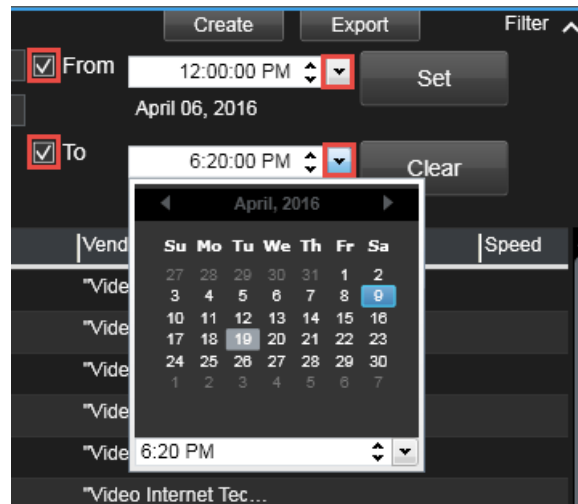 Create Export Filter
From 12:00:00 PM Set
April 06, 2016
To 6:20:00 PM Clear
April, 2016
Vend Speed
Su Mo Tu We Th Fr Sa
27 28 29 30 31 1 2
3 4 5 6 7 8 9
10 11 12 13 14 15 16
17 18 19 20 21 22 23
24 25 26 27 28 29 30
1 2 3 4 5 6 7
"Vide
"Vide
"Vide
"Vide
"Vide
6:20 PM
"Video Internet Tec...